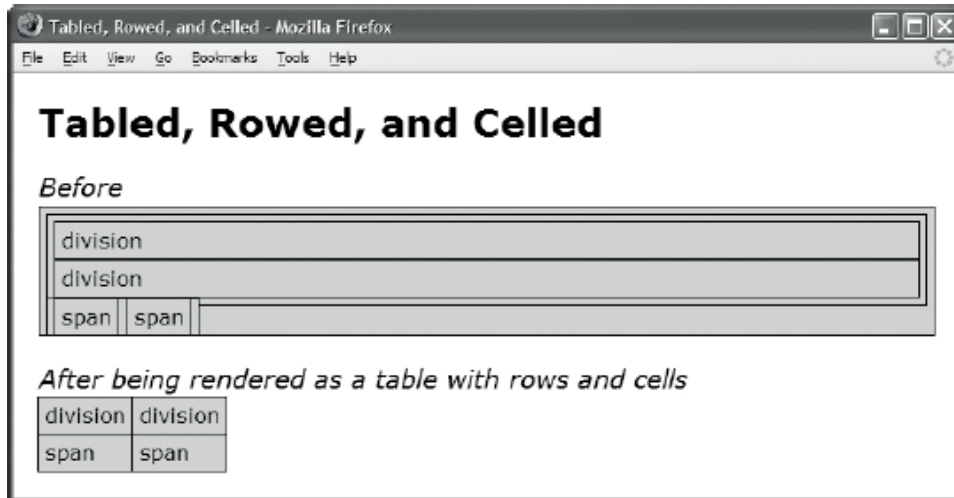 Tabled, Rowed, and Celled - Mozilla Firefox
File Edit View Go Bookmarks Tools Help
Tabled, Rowed, and Celled
Before
division
division
span span
After being rendered as a table with rows and cells
division division
span span